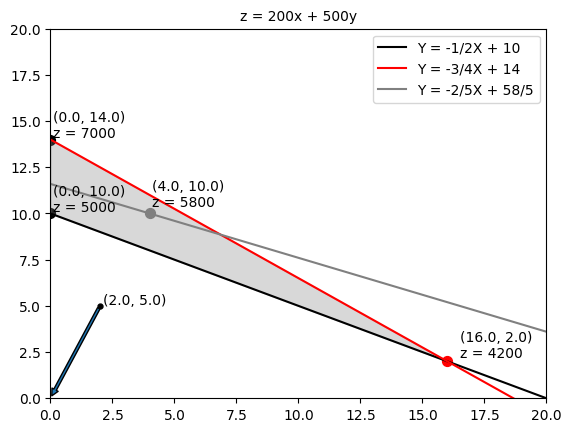 z = 200x + 500y
20.0
17.5
15.0
12.5
10.0
7.5
5.0
2.5
0.0
Y = -1/2X + 10
Y = -3/4X + 14
Y = -2/5X + 58/5
(0.0, 14.0)
z = 7000
(0.0, 10.0)
z = 5000
(4.0, 10.0)
z = 5800
(2.0, 5.0)
(16.0, 2.0)
z = 4200
0.0 2.5 5.0 7.5 10.0 12.5 15.0 17.5 20.0